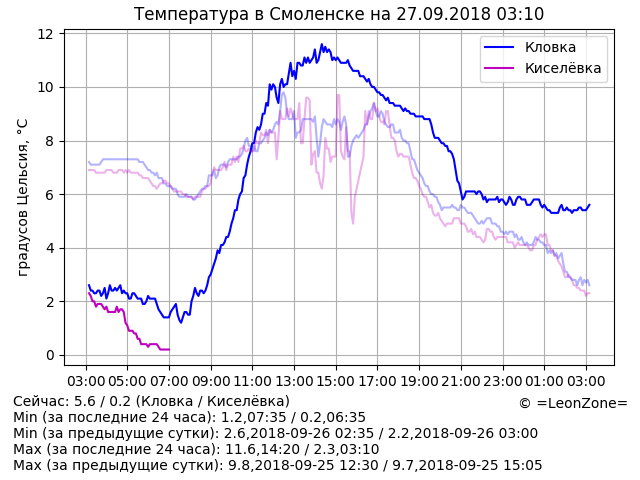 Температура в Смоленске на 27.09.2018 03:10
Кловка
Киселёвка
градусов Цельсия, °C
12
10
8
6
4
2
0
03:00 05:00 07:00 09:00 11:00 13:00 15:00 17:00 19:00 21:00 23:00 01:00 03:00
Сейчас: 5.6 / 0.2 (Кловка / Киселёвка)
© =LeonZone=
Min (за последние 24 часа): 1.2,07:35 / 0.2,06:35
Min (за предыдущие сутки): 2.6,2018-09-26 02:35 / 2.2,2018-09-26 03:00
Max (за последние 24 часа): 11.6,14:20 / 2.3,03:10
Max (за предыдущие сутки): 9.8,2018-09-25 12:30 / 9.7,2018-09-25 15:05